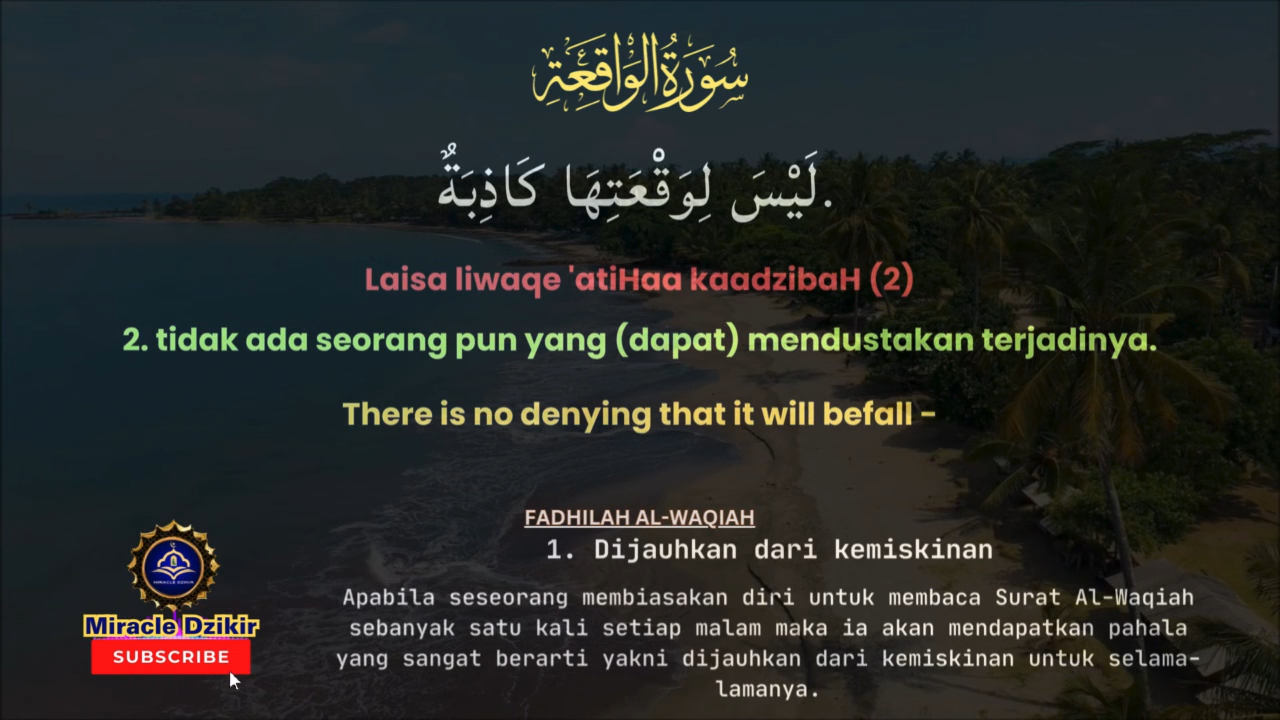 سُورَةُ الْوَاقِعَةِ
لَيْسَ لِوَقْعَتِهَا كَاذِبَةٌ.
Laisa liwaqe 'atiHaa kaadzibaH (2)
2. tidak ada seorang pun yang (dapat) mendustakan terjadinya.
There is no denying that it will befall -
FADHILAH AL-WAQIAH
1. Dijauhkan dari kemiskinan
Apabila seseorang membiasakan diri untuk membaca Surat Al-Waqiah
sebanyak satu kali setiap malam maka ia akan mendapatkan pahala
yang sangat berarti yakni dijauhkan dari kemiskinan untuk selama-
lamanya.
MIRACLE DZIKIR
Miracle Dzikir
SUBSCRIBE